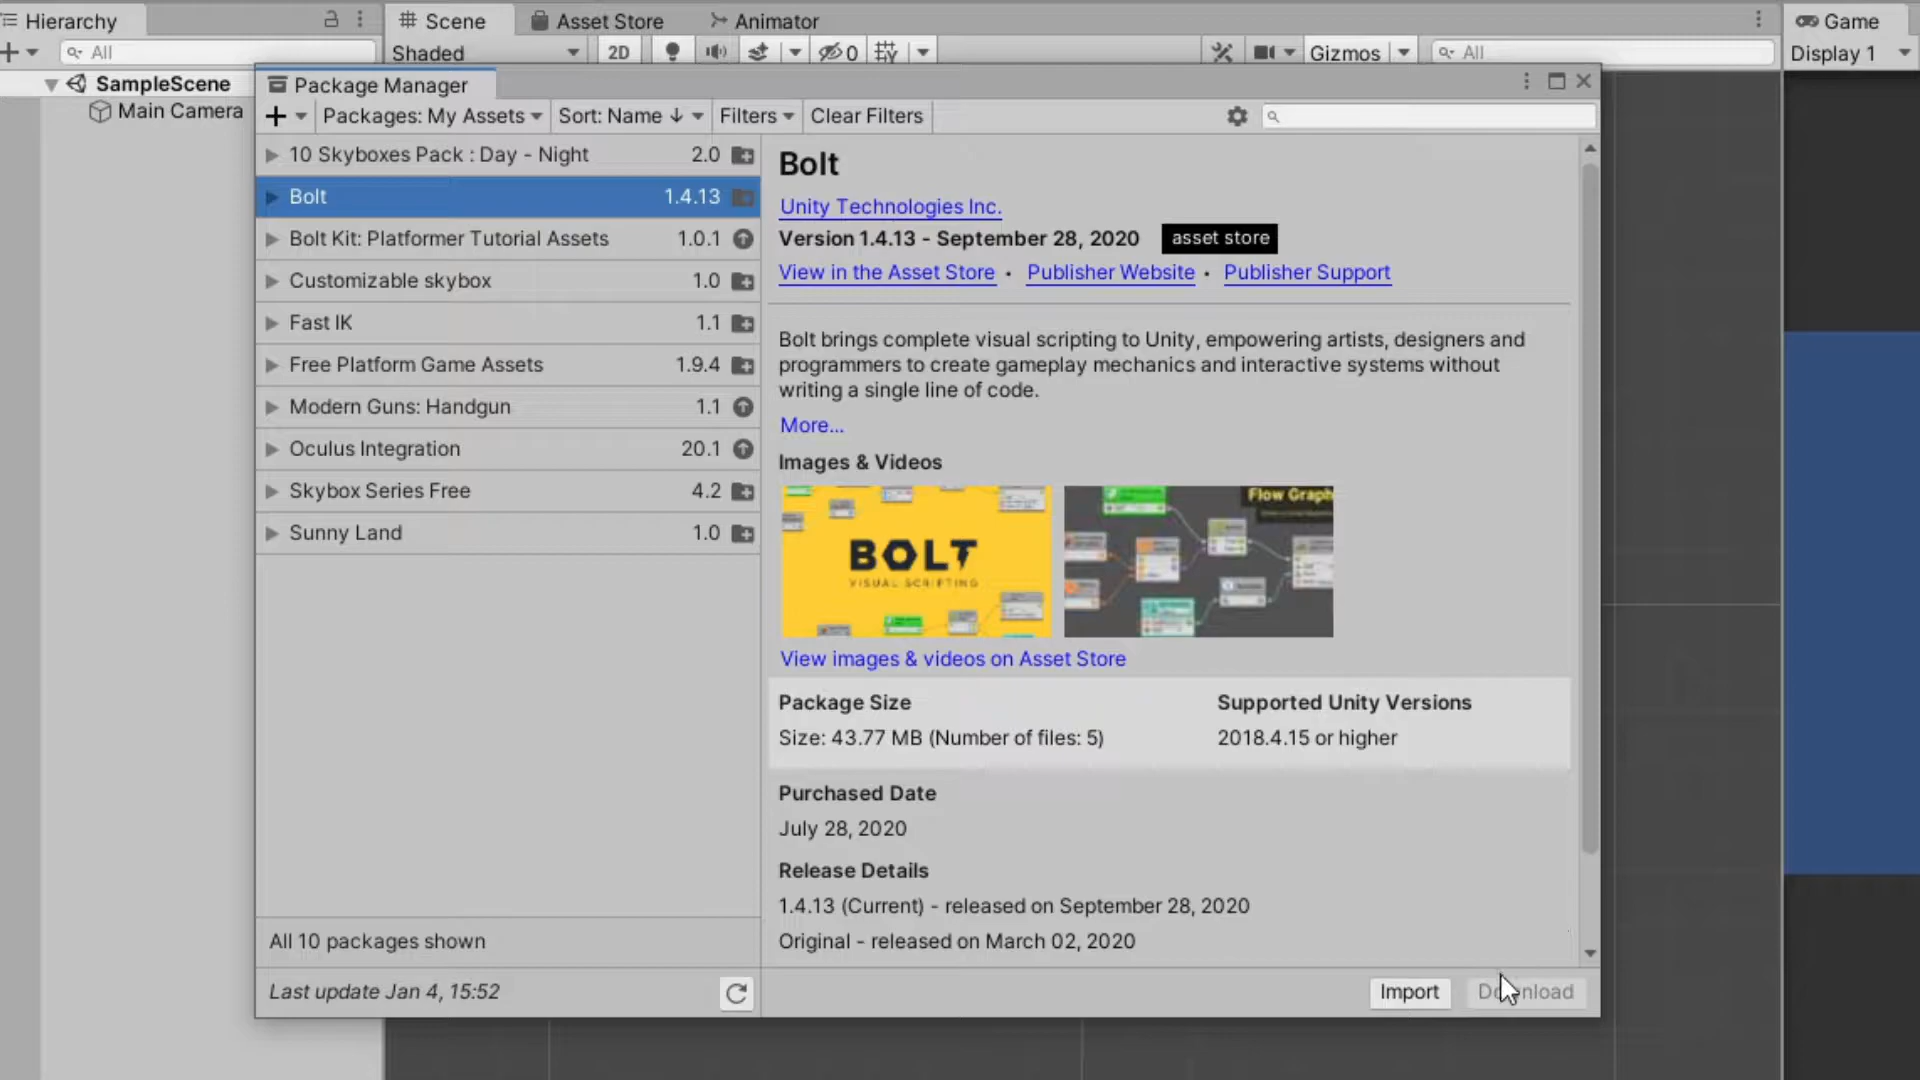 Hierarchy
Scene
Asset Store
Animator
Game
All
Shaded
2D
0
Gizmos
All
Display 1
SampleScene
Main Camera
Package Manager
Packages: My Assets
Sort: Name ↓
Filters
Clear Filters
10 Skyboxes Pack : Day - Night 2.0
Bolt 1.4.13
Bolt Kit: Platformer Tutorial Assets 1.0.1
Customizable skybox 1.0
Fast IK 1.1
Free Platform Game Assets 1.9.4
Modern Guns: Handgun 1.1
Oculus Integration 20.1
Skybox Series Free 4.2
Sunny Land 1.0
All 10 packages shown
Last update Jan 4, 15:52
Bolt
Unity Technologies Inc.
Version 1.4.13 - September 28, 2020 asset store
View in the Asset Store • Publisher Website • Publisher Support
Bolt brings complete visual scripting to Unity, empowering artists, designers and
programmers to create gameplay mechanics and interactive systems without
writing a single line of code.
More...
Images & Videos
BOLT
VISUAL SCRIPTING
Flow Graph
View images & videos on Asset Store
Package Size
Size: 43.77 MB (Number of files: 5)
Supported Unity Versions
2018.4.15 or higher
Purchased Date
July 28, 2020
Release Details
1.4.13 (Current) - released on September 28, 2020
Original - released on March 02, 2020
Import
Download